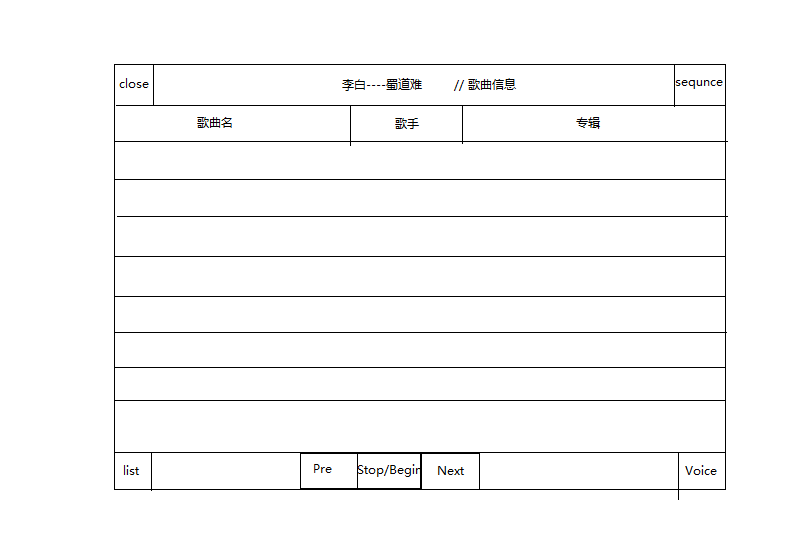 close 李白----蜀道难 // 歌曲信息 sequnce
歌曲名 歌手 专辑
list Pre Stop/Begin Next Voice